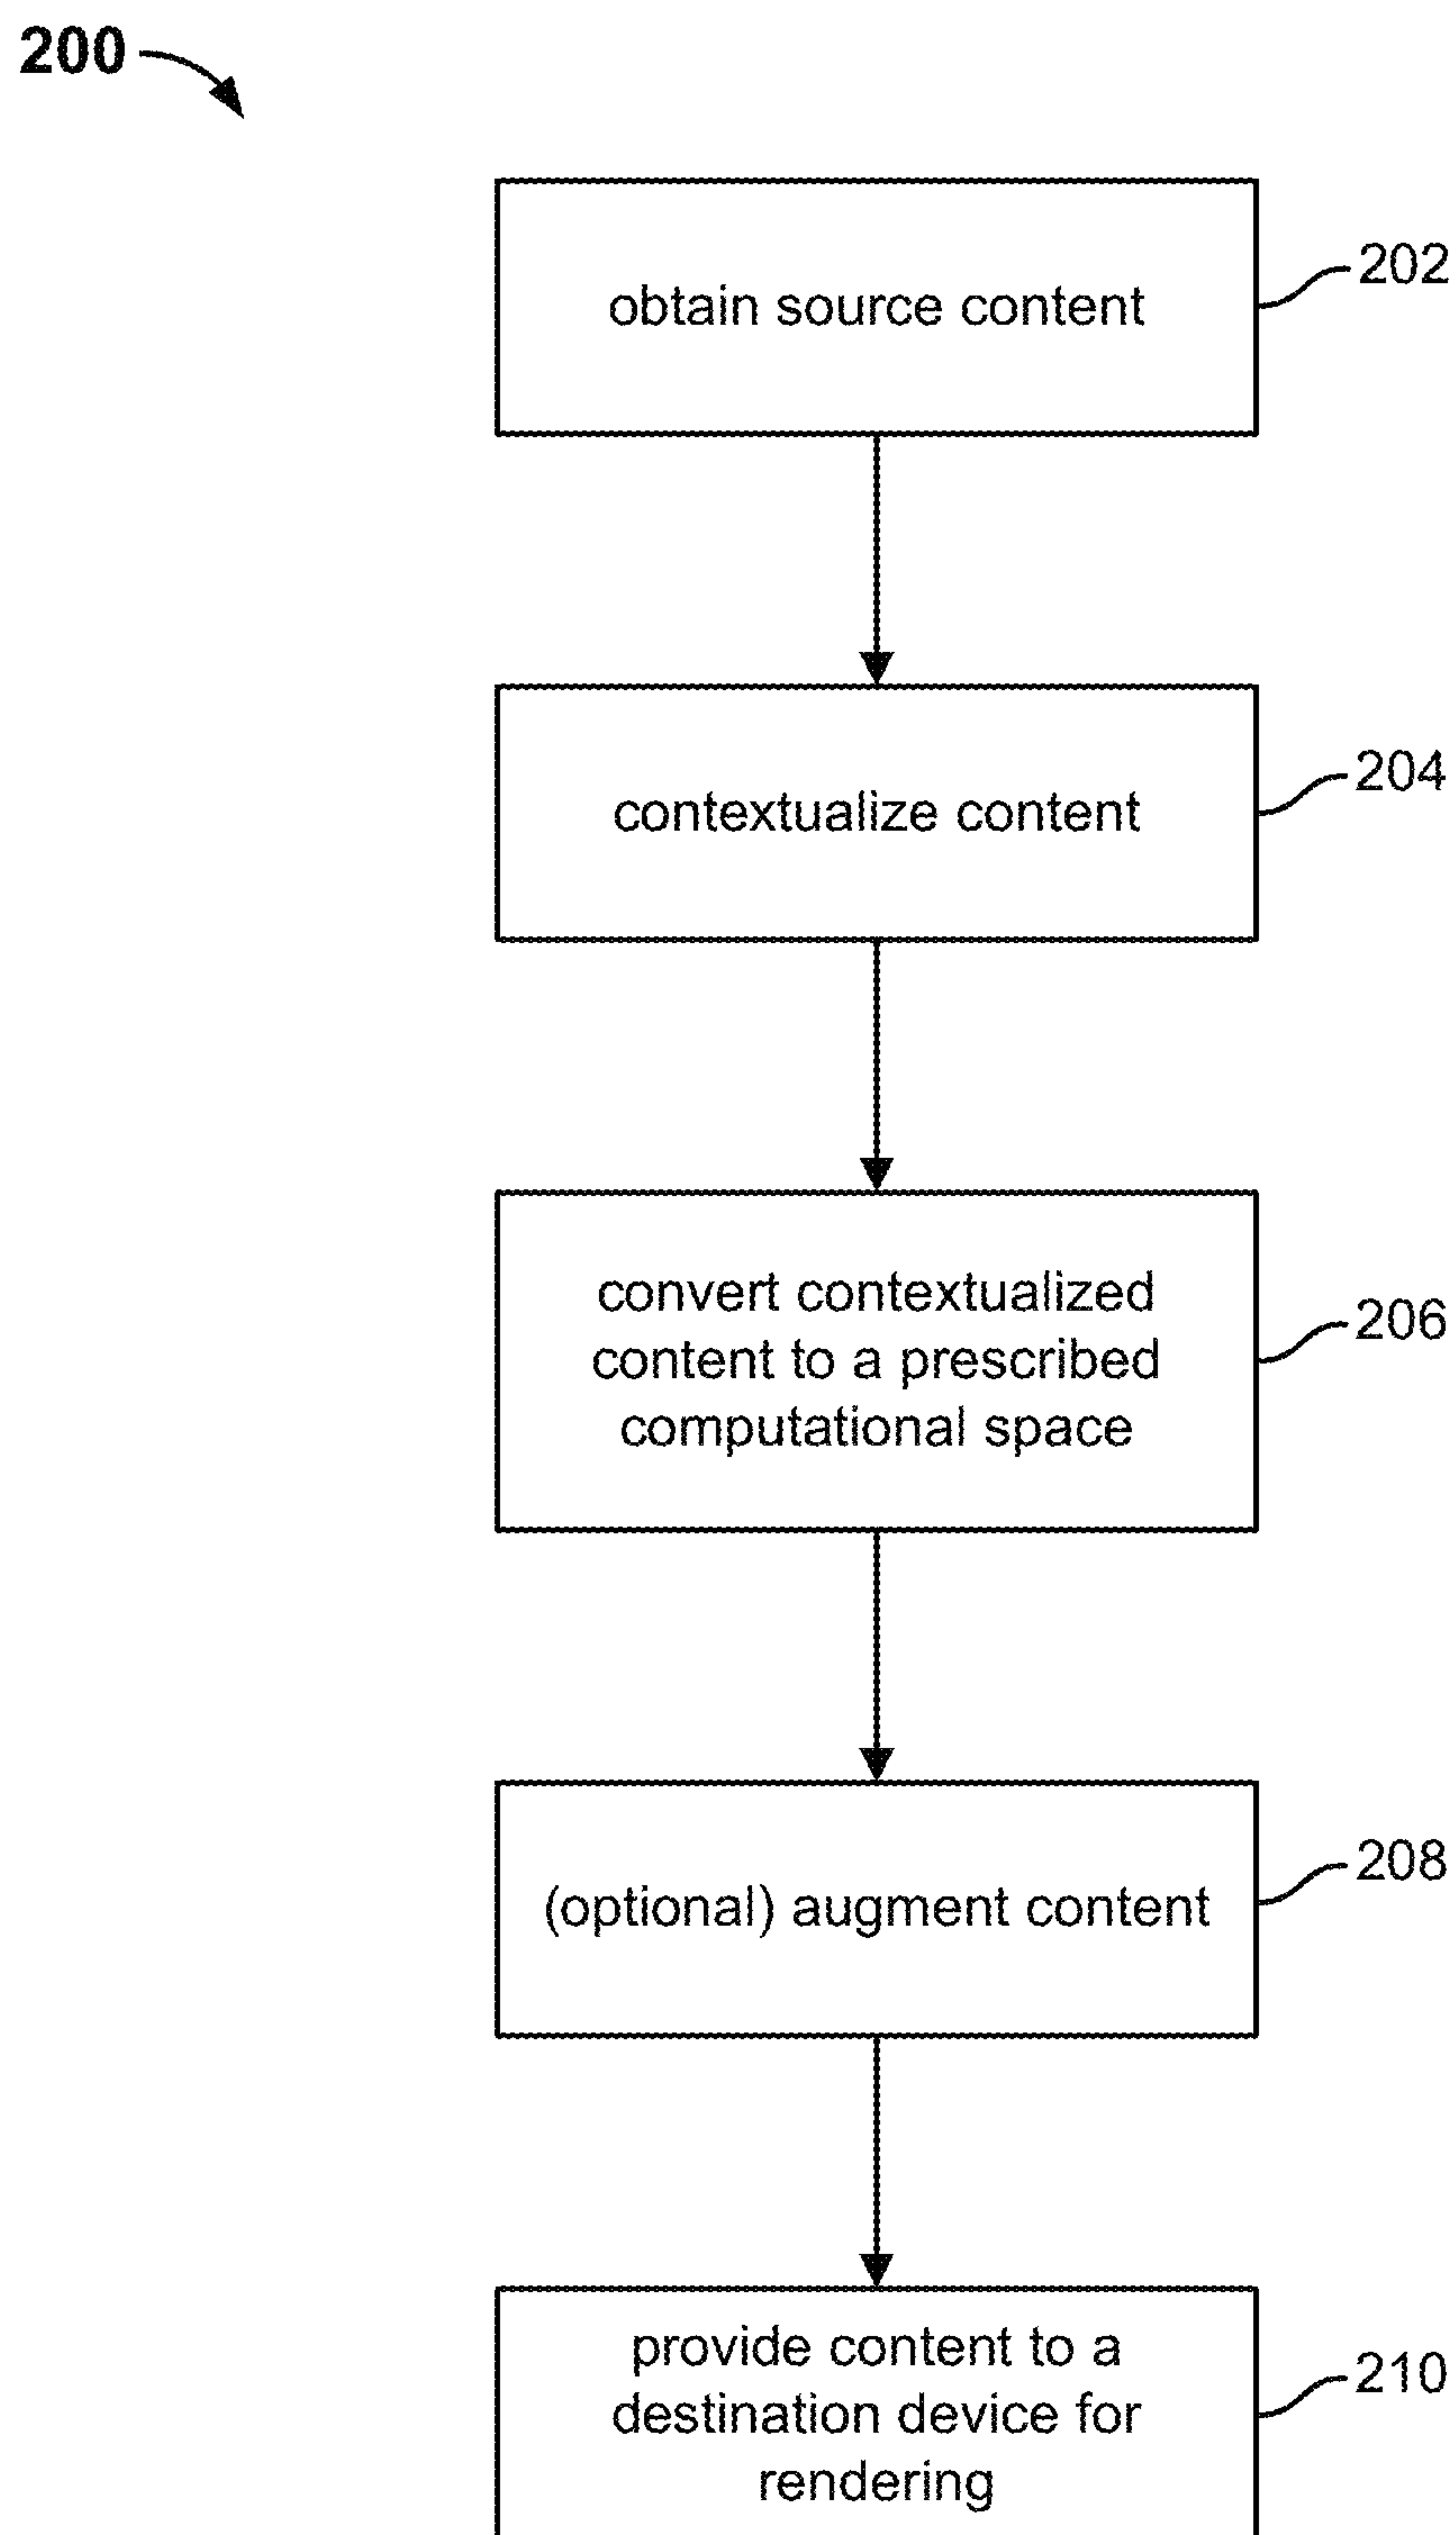 200
obtain source content
202
contextualize content
204
convert contextualized
content to a prescribed
computational space
206
(optional) augment content
208
provide content to a
destination device for
rendering
210